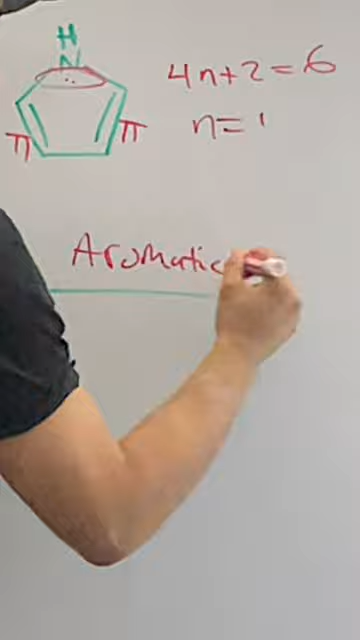 H
N
4n+2=6
π π
n=1
Aromatic